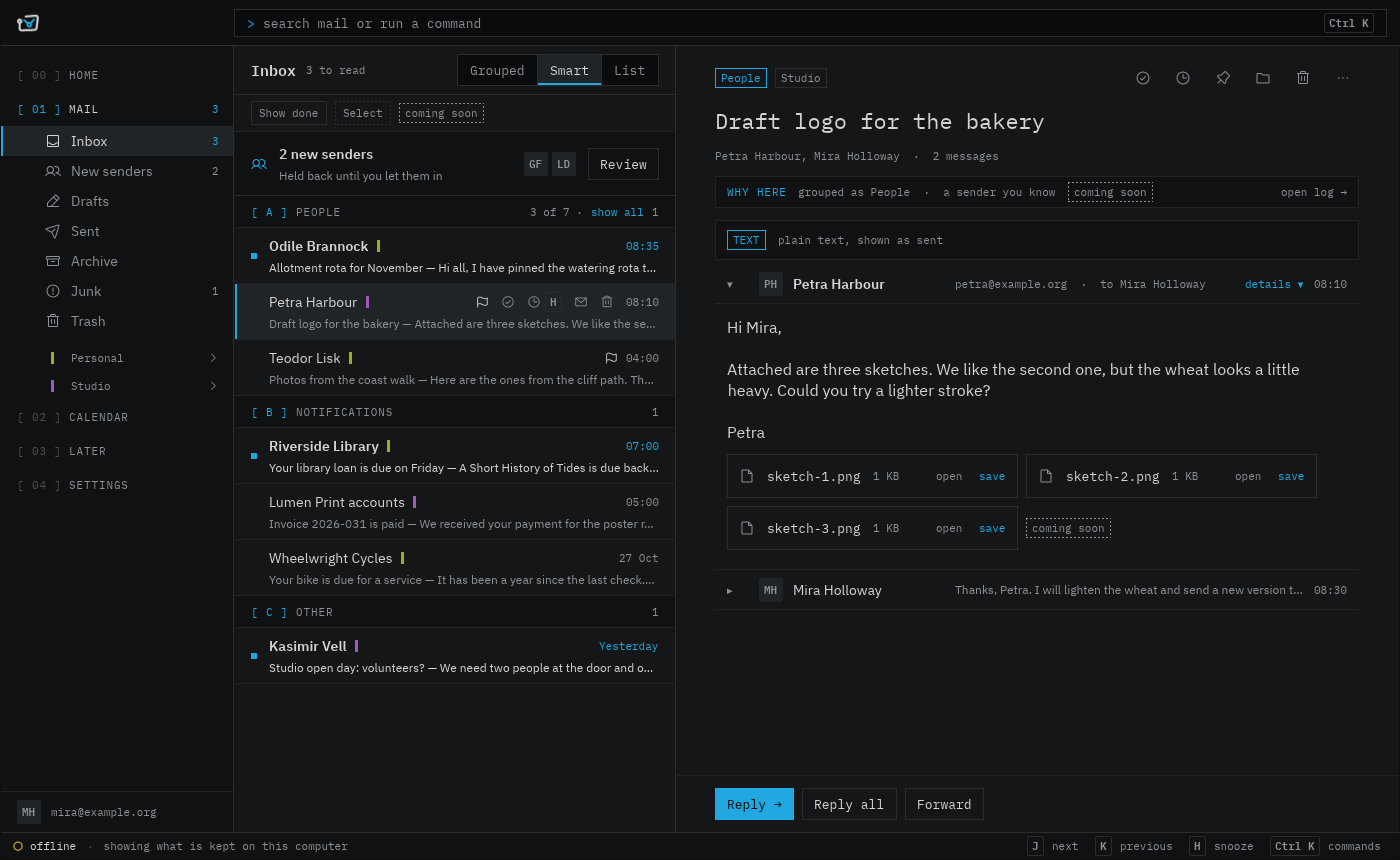 > search mail or run a command Ctrl K
[ 00 ] HOME
[ 01 ] MAIL 3
Inbox 3
New senders 2
Drafts
Sent
Archive
Junk 1
Trash
Personal
Studio
[ 02 ] CALENDAR
[ 03 ] LATER
[ 04 ] SETTINGS
MH mira@example.org
Inbox 3 to read Grouped Smart List
Show done Select coming soon
2 new senders
Held back until you let them in
GF LD Review
[ A ] PEOPLE 3 of 7 · show all 1
Odile Brannock 08:35
Allotment rota for November — Hi all, I have pinned the watering rota t…
Petra Harbour H 08:10
Draft logo for the bakery — Attached are three sketches. We like the se…
Teodor Lisk 04:00
Photos from the coast walk — Here are the ones from the cliff path. Th…
[ B ] NOTIFICATIONS 1
Riverside Library 07:00
Your library loan is due on Friday — A Short History of Tides is due back…
Lumen Print accounts 05:00
Invoice 2026-031 is paid — We received your payment for the poster r…
Wheelwright Cycles 27 Oct
Your bike is due for a service — It has been a year since the last check.…
[ C ] OTHER 1
Kasimir Vell Yesterday
Studio open day: volunteers? — We need two people at the door and o…
People Studio ···
Draft logo for the bakery
Petra Harbour, Mira Holloway · 2 messages
WHY HERE grouped as People · a sender you know coming soon open log →
TEXT plain text, shown as sent
▾ PH Petra Harbour petra@example.org · to Mira Holloway details ▾ 08:10
Hi Mira,
Attached are three sketches. We like the second one, but the wheat looks a little
heavy. Could you try a lighter stroke?
Petra
sketch-1.png 1 KB open save
sketch-2.png 1 KB open save
sketch-3.png 1 KB open save
coming soon
▸ MH Mira Holloway Thanks, Petra. I will lighten the wheat and send a new version t… 08:30
Reply → Reply all Forward
offline · showing what is kept on this computer
J next K previous H snooze Ctrl K commands